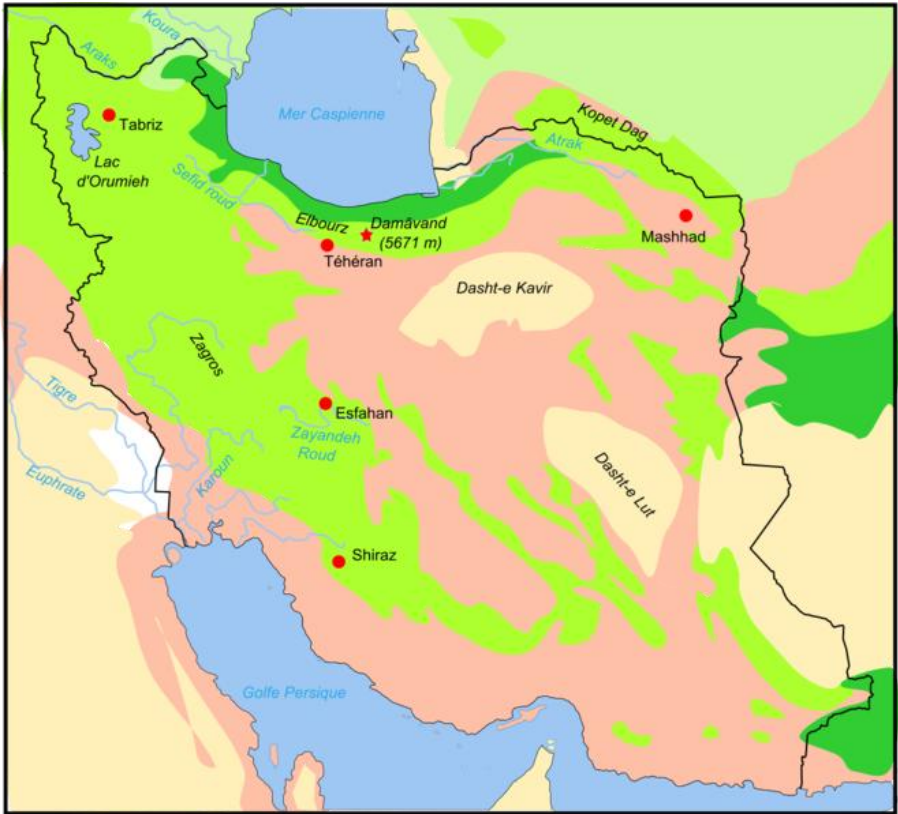 Koura
Araks
Mer Caspienne
Kopet Dag
Tabriz
Atrak
Lac
d'Orumieh
Sefid roud
Elbourz
Damāvand
(5671 m)
Mashhad
Téhéran
Dasht-e Kavir
Zagros
Tigre
Esfahan
Zayandeh
Roud
Euphrate
Karoun
Dasht-e Lut
Shiraz
Golfe Persique